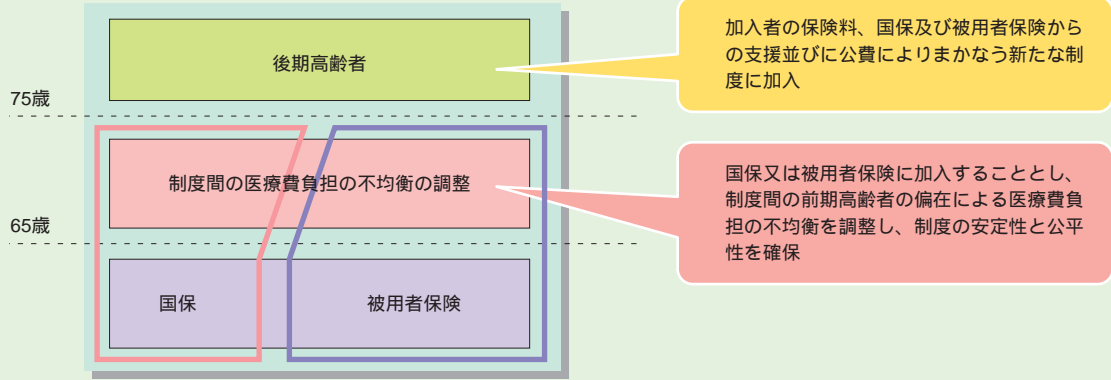 後期高齢者
加入者の保険料、国保及び被用者保険から
の支援並びに公費によりまかなう新たな制
度に加入
75歳
制度間の医療費負担の不均衡の調整
国保又は被用者保険に加入することとし、
制度間の前期高齢者の偏在による医療費負
担の不均衡を調整し、制度の安定性と公平
性を確保
65歳
国保
被用者保険